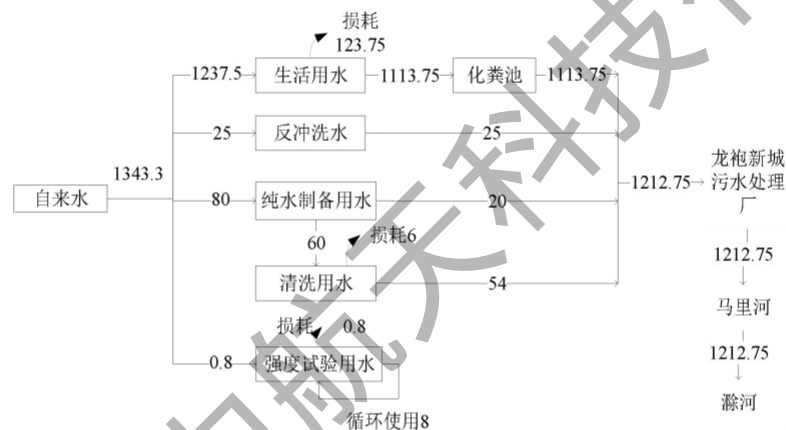 损耗
123.75
1237.5
生活用水
1113.75
化粪池
1113.75
25
反冲洗水
25
1343.3
自来水
80
纯水制备用水
20
1212.75
龙袍新城
污水处理
厂
60
损耗6
清洗用水
54
1212.75
马里河
损耗
0.8
0.8
强度试验用水
循环使用8
1212.75
滁河
航天科技